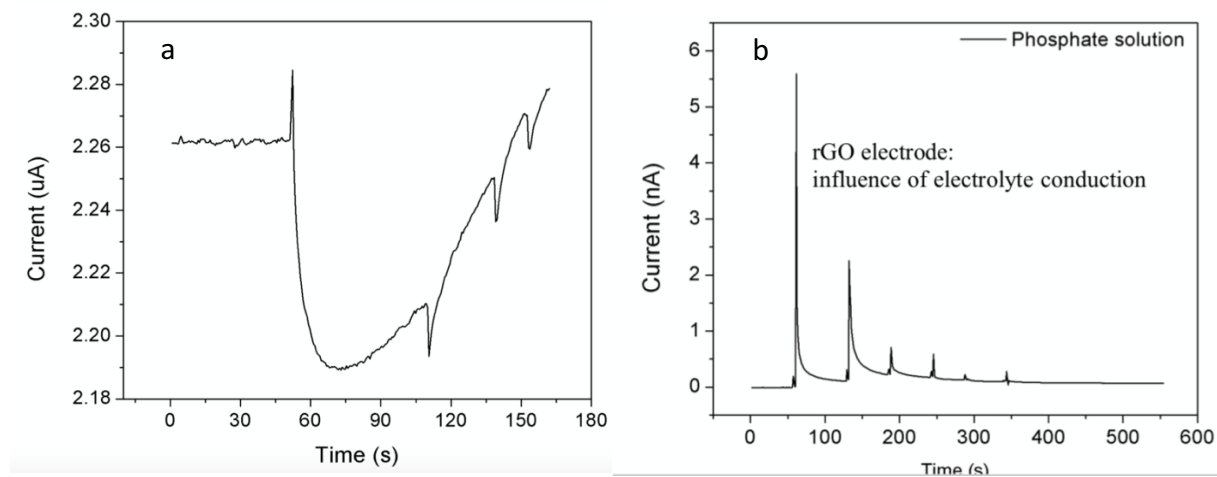 a
2.30
2.28
2.26
2.24
2.22
2.20
2.18
Current (uA)
0 30 60 90 120 150 180
Time (s)
b
Phosphate solution
6
5
4
3
2
1
0
Current (nA)
rGO electrode:
influence of electrolyte conduction
0 100 200 300 400 500 600
Time (s)